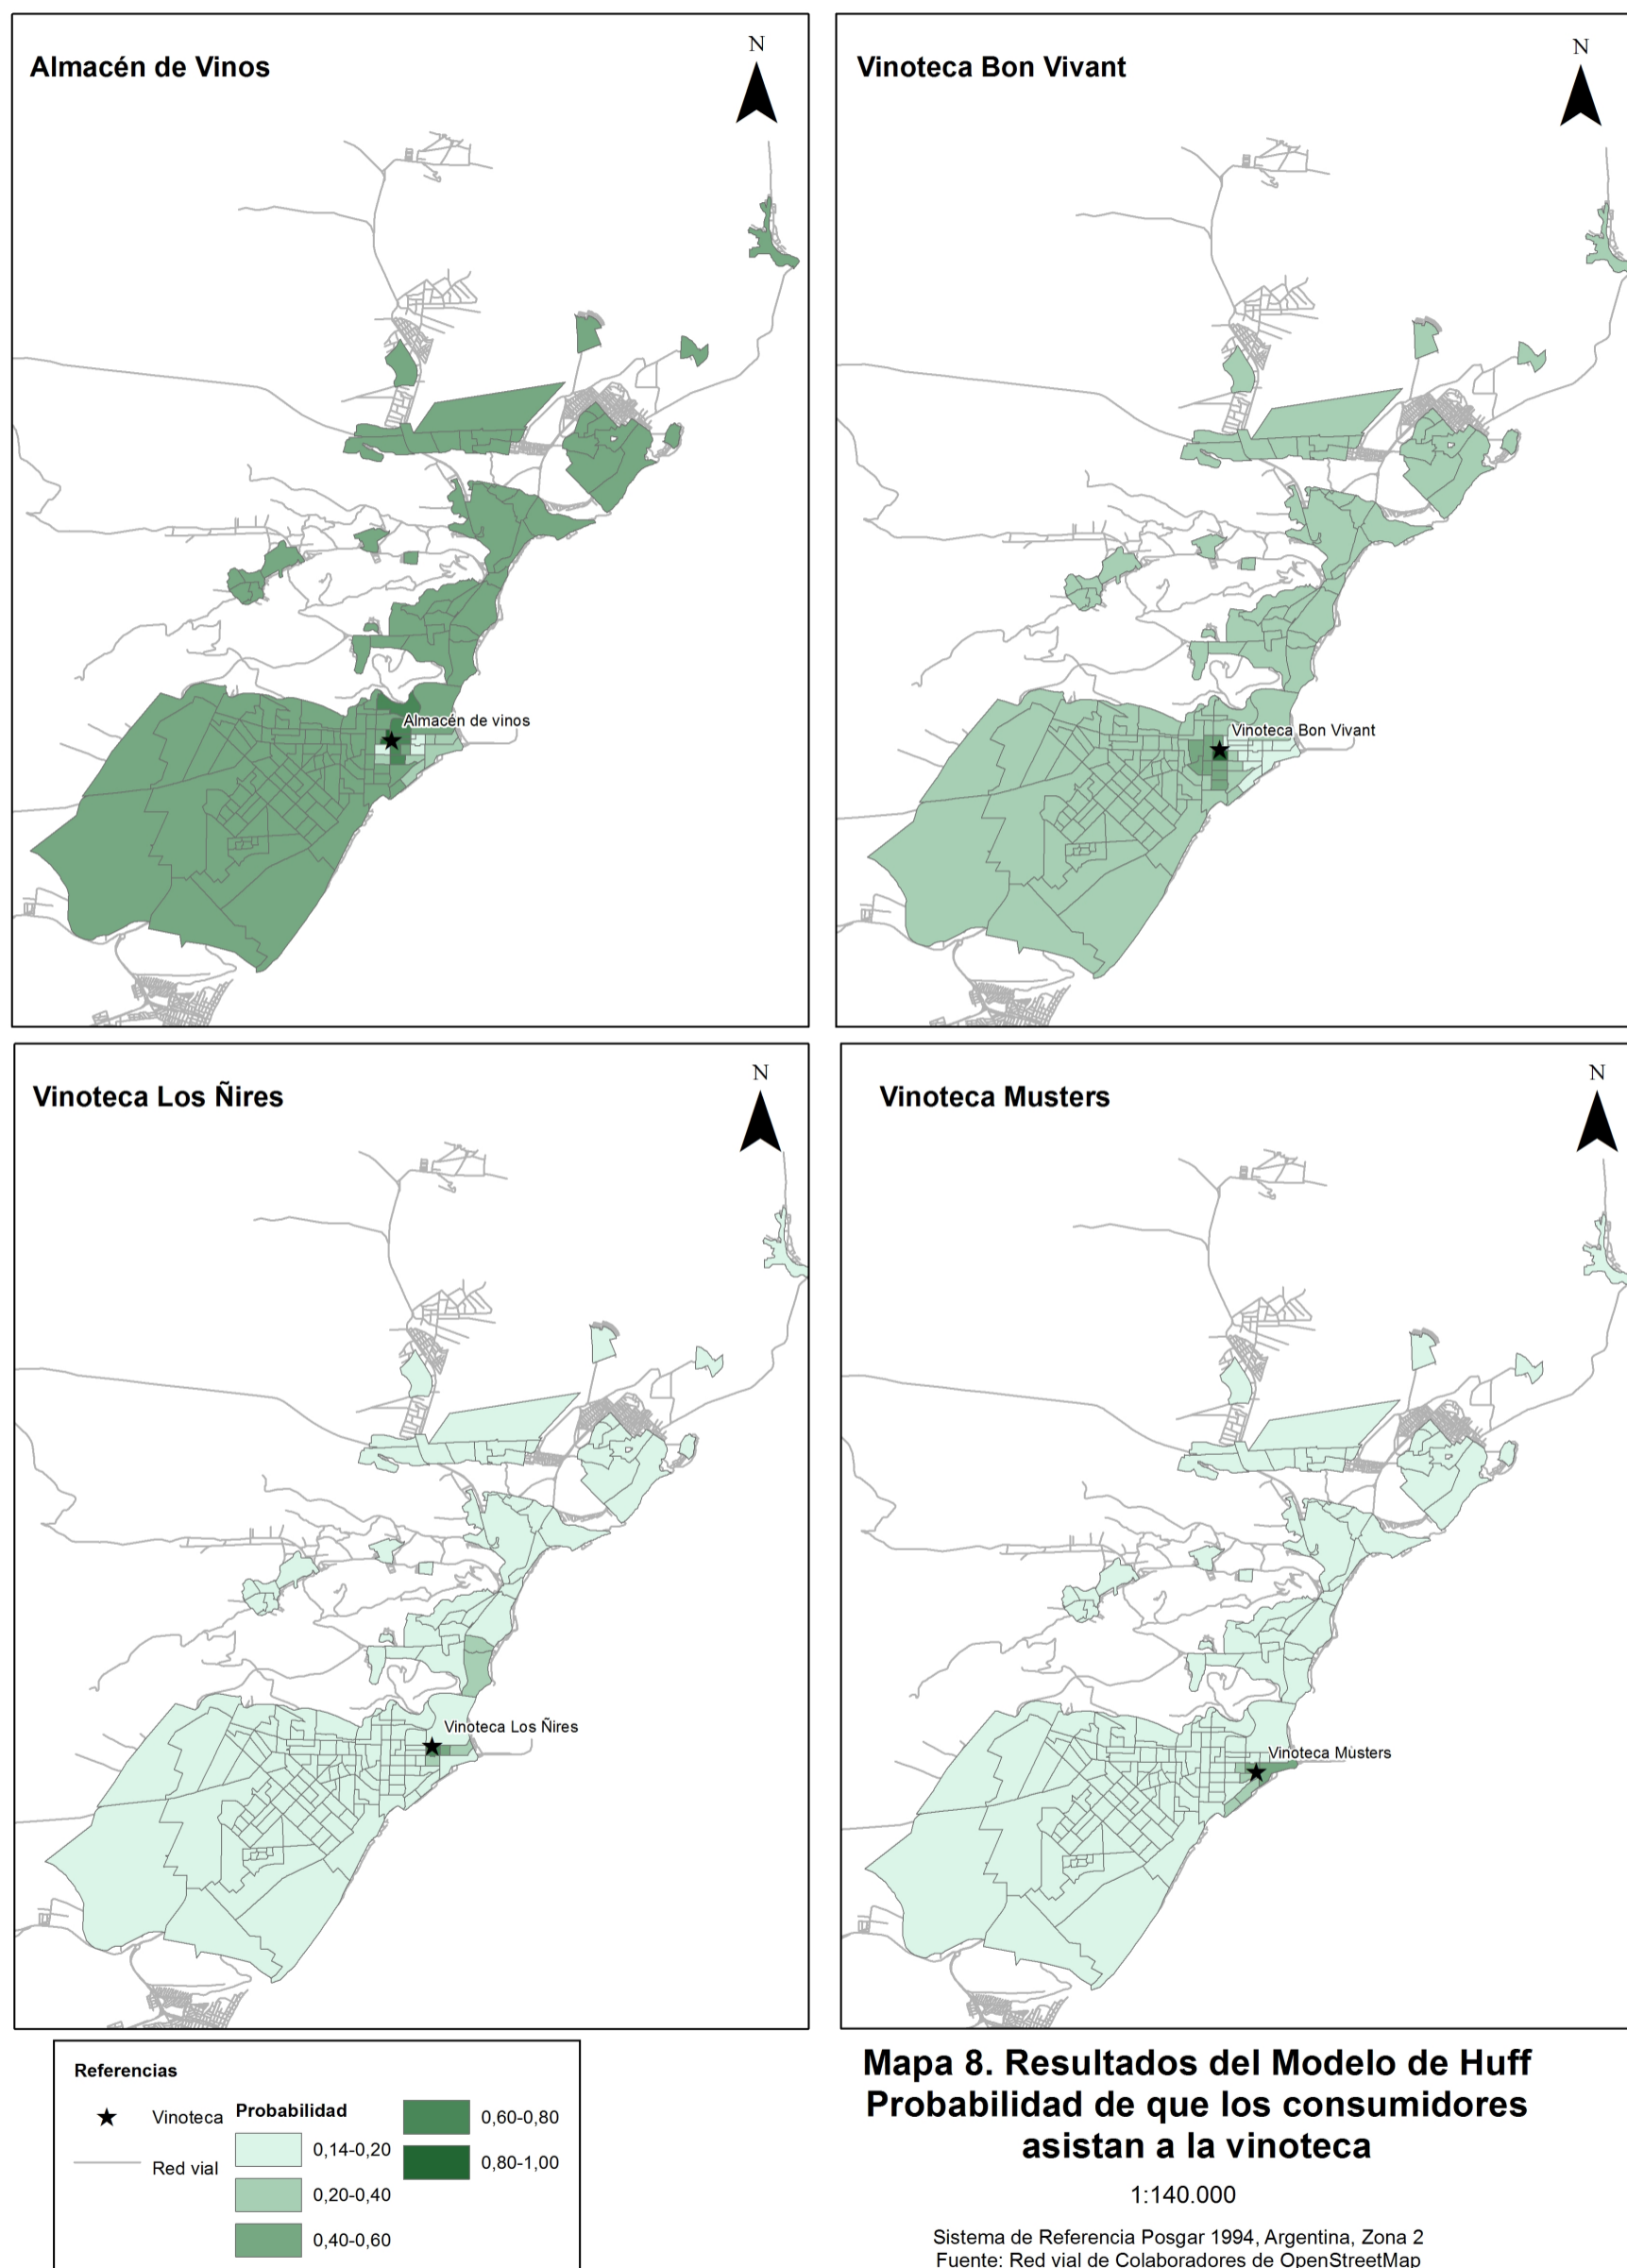 Almacén de Vinos
N
Almacén de vinos
Vinoteca Bon Vivant
N
Vinoteca Bon Vivant
Vinoteca Los Ñires
N
Vinoteca Los Ñires
Vinoteca Musters
N
Vinoteca Musters
Referencias
Vinoteca
Red vial
Probabilidad
0,14-0,20
0,20-0,40
0,40-0,60
0,60-0,80
0,80-1,00
Mapa 8. Resultados del Modelo de Huff
Probabilidad de que los consumidores
asistan a la vinoteca
1:140.000
Sistema de Referencia Posgar 1994, Argentina, Zona 2
Fuente: Red vial de Colaboradores de OpenStreetMap